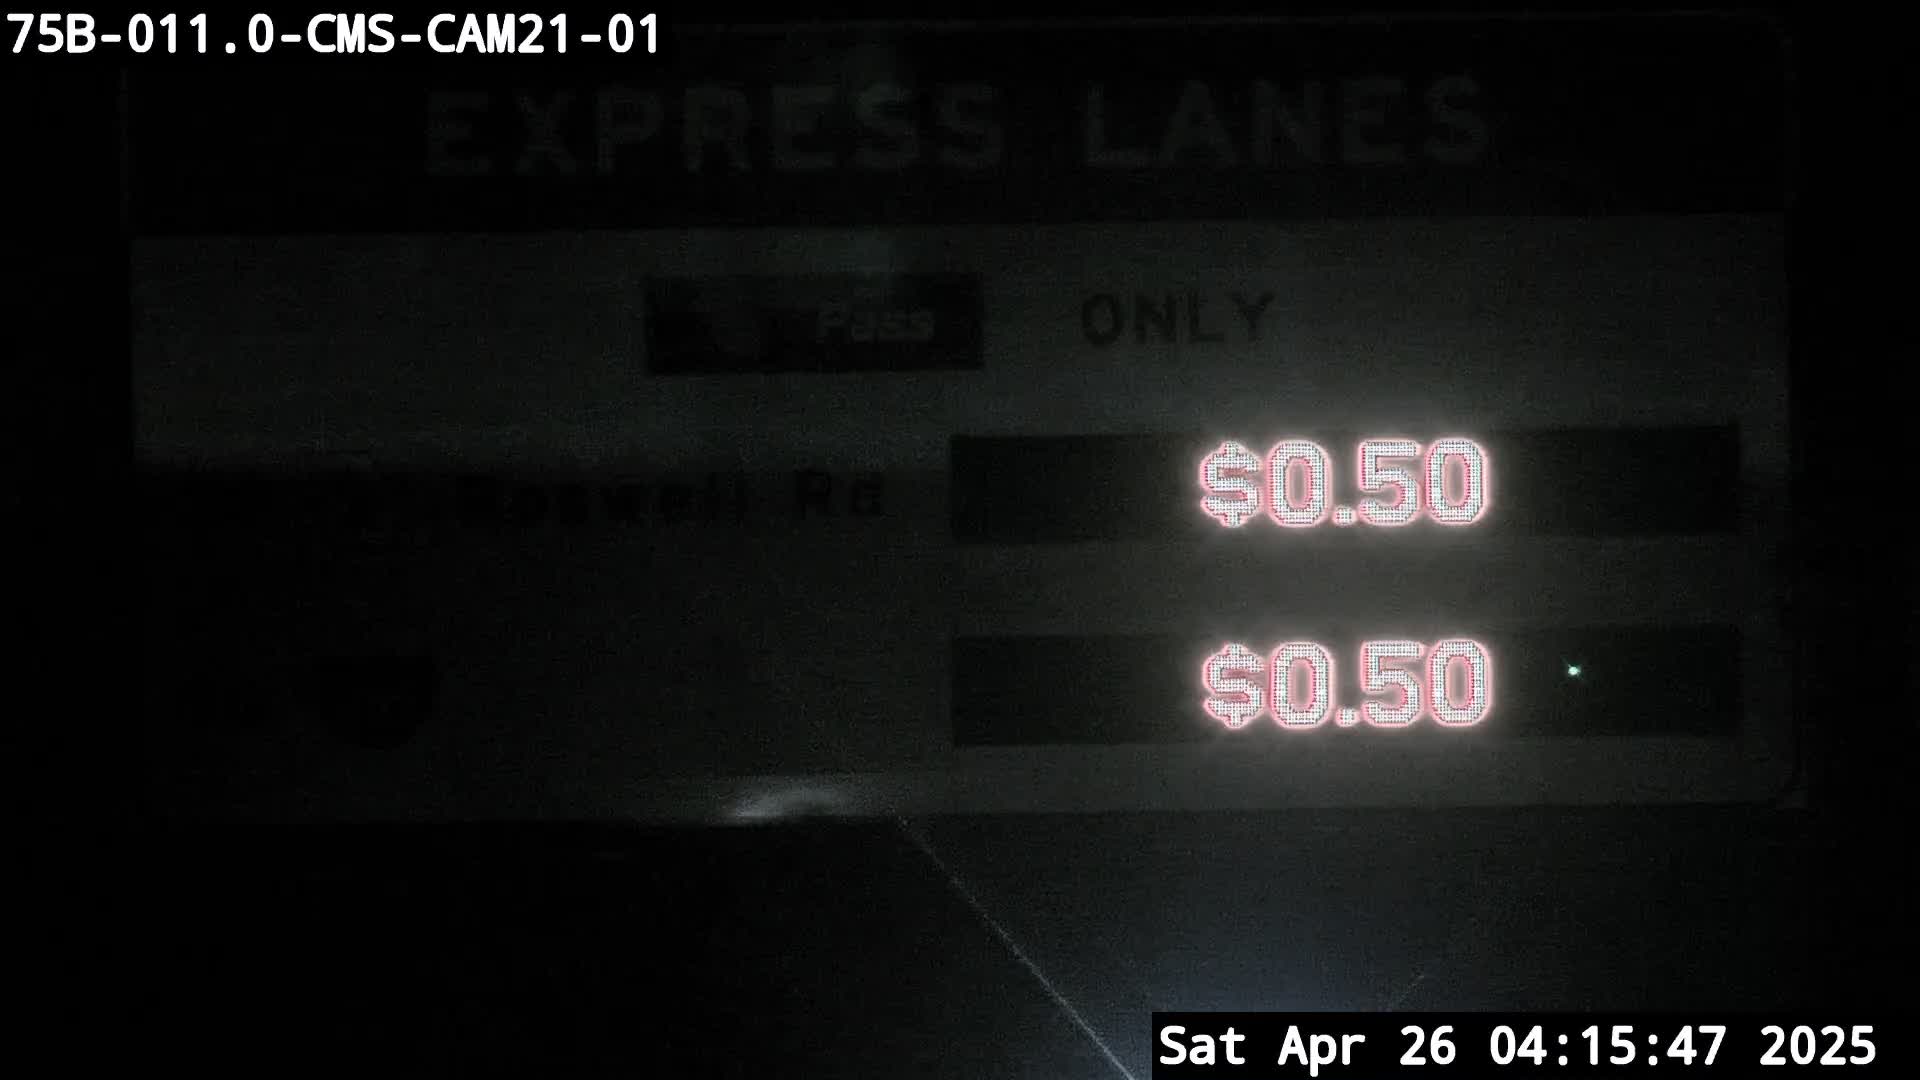 75B-011.0-CMS-CAM21-01
EXPRESS LANES
Pass ONLY
Roswell Rd $0.50
$0.50
Sat Apr 26 04:15:47 2025